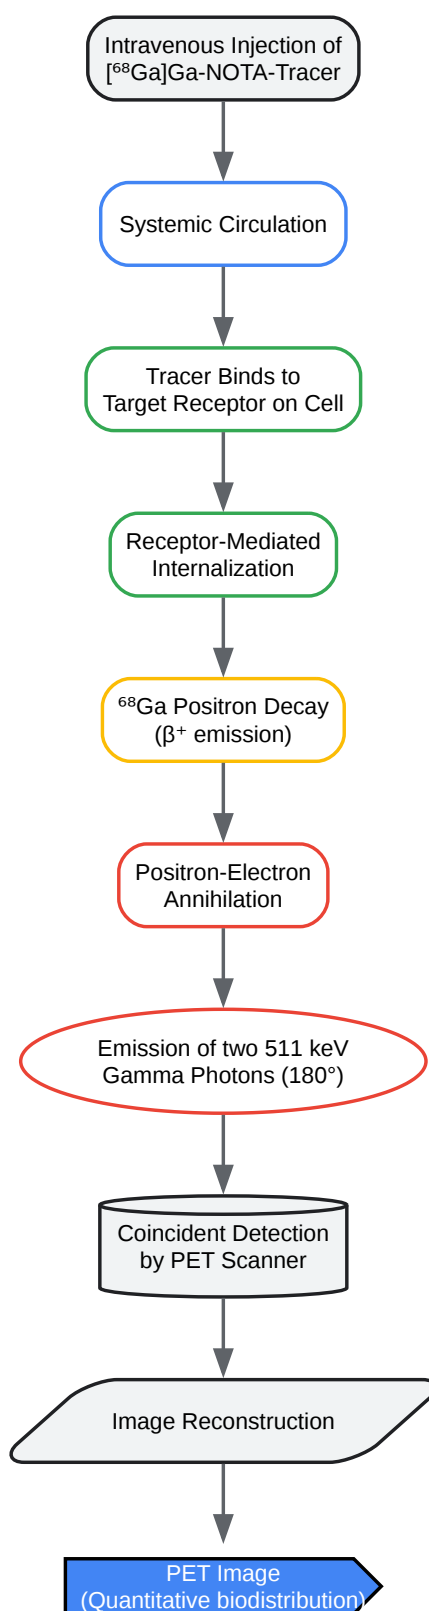 Intravenous Injection of
[⁶⁸Ga]Ga-NOTA-Tracer
Systemic Circulation
Tracer Binds to
Target Receptor on Cell
Receptor-Mediated
Internalization
⁶⁸Ga Positron Decay
(β⁺ emission)
Positron-Electron
Annihilation
Emission of two 511 keV
Gamma Photons (180°)
Coincident Detection
by PET Scanner
Image Reconstruction
PET Image
(Quantitative biodistribution)